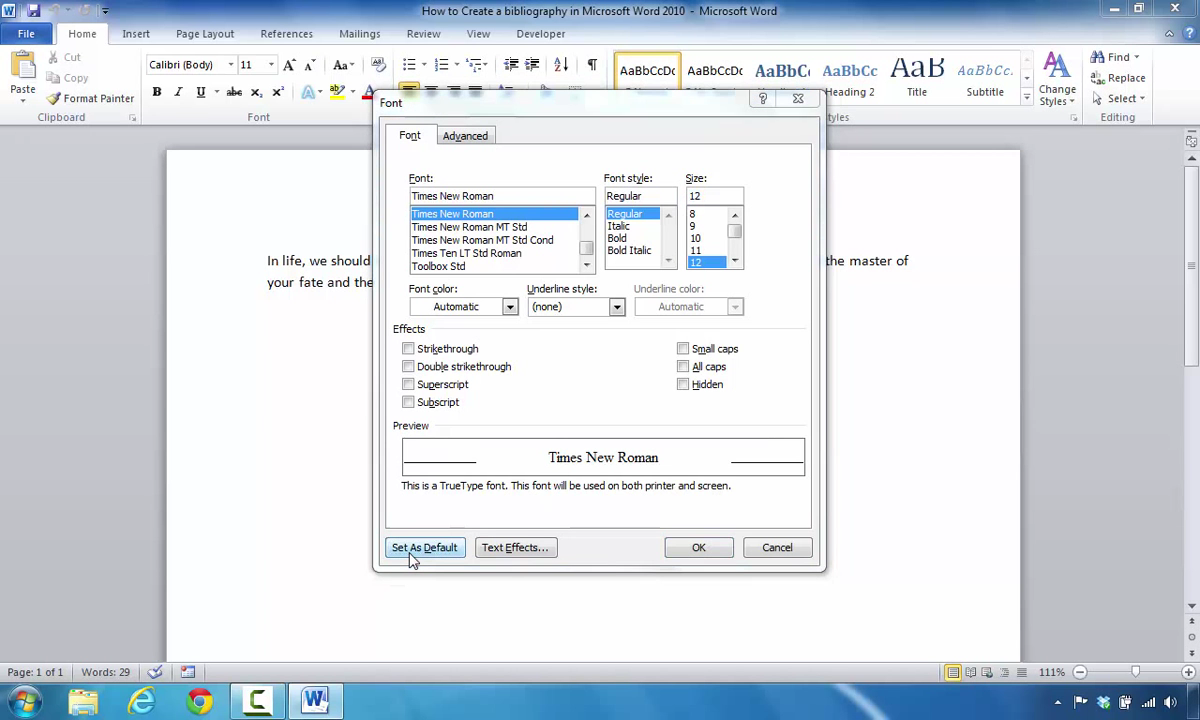 How to Create a bibliography in Microsoft Word 2010 - Microsoft Word
File Home Insert Page Layout References Mailings Review View Developer
Cut
Copy
Format Painter
Paste
Clipboard
Calibri (Body) 11
Font
AaBbCcDc AaBbCcDc AaBbC AaBbCc AaB AaBbCc.
Heading 2 Title Subtitle
Change Styles
Find
Replace
Select
Editing
Font
Font Advanced
Font: Font style: Size:
Times New Roman Regular 12
Times New Roman Regular 8
Times New Roman MT Std Italic 9
Times New Roman MT Std Cond Bold 10
Times Ten LT Std Roman Bold Italic 11
Toolbox Std 12
Font color: Underline style: Underline color:
Automatic (none) Automatic
Effects
Strikethrough Small caps
Double strikethrough All caps
Superscript Hidden
Subscript
Preview
Times New Roman
This is a TrueType font. This font will be used on both printer and screen.
Set As Default Text Effects... OK Cancel
In life, we should the master of
your fate and the
Page: 1 of 1 Words: 29 111%